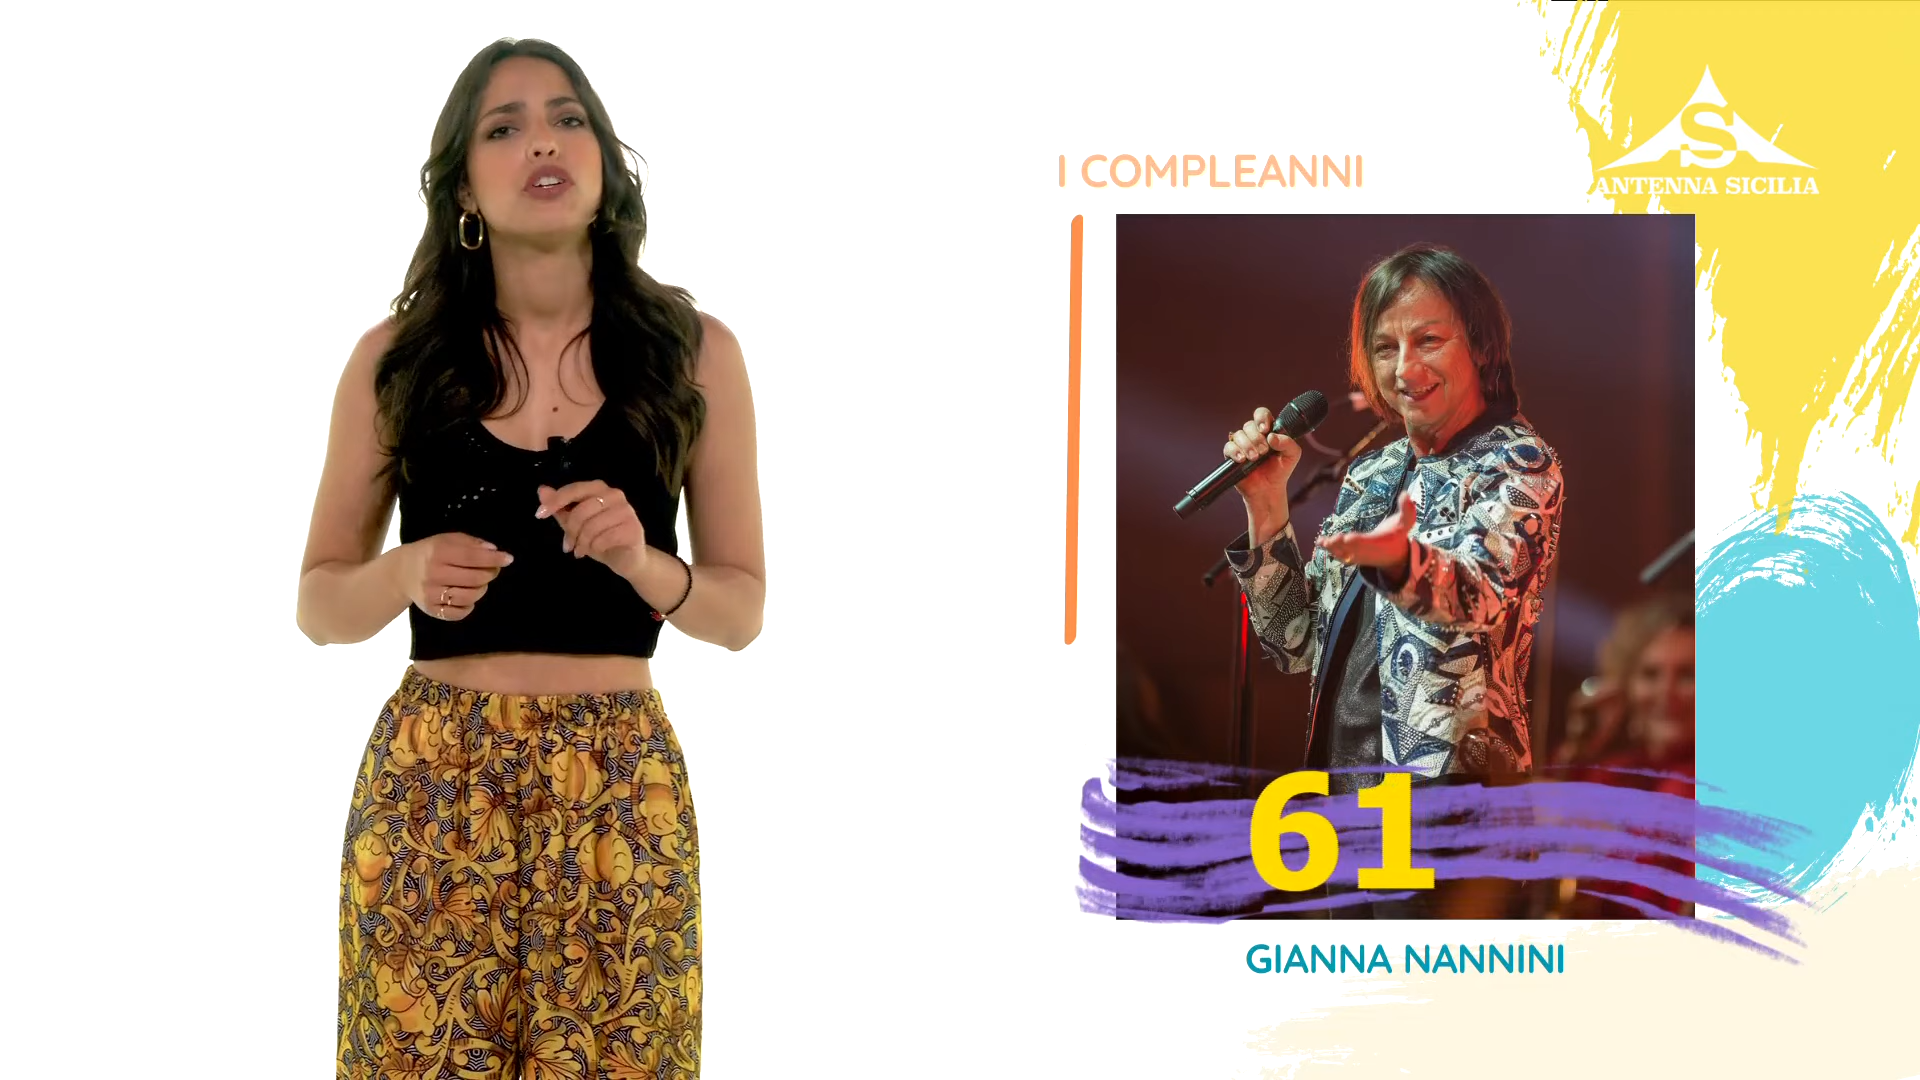 I COMPLEANNI
S
ANTENNA SICILIA
61
GIANNA NANNINI